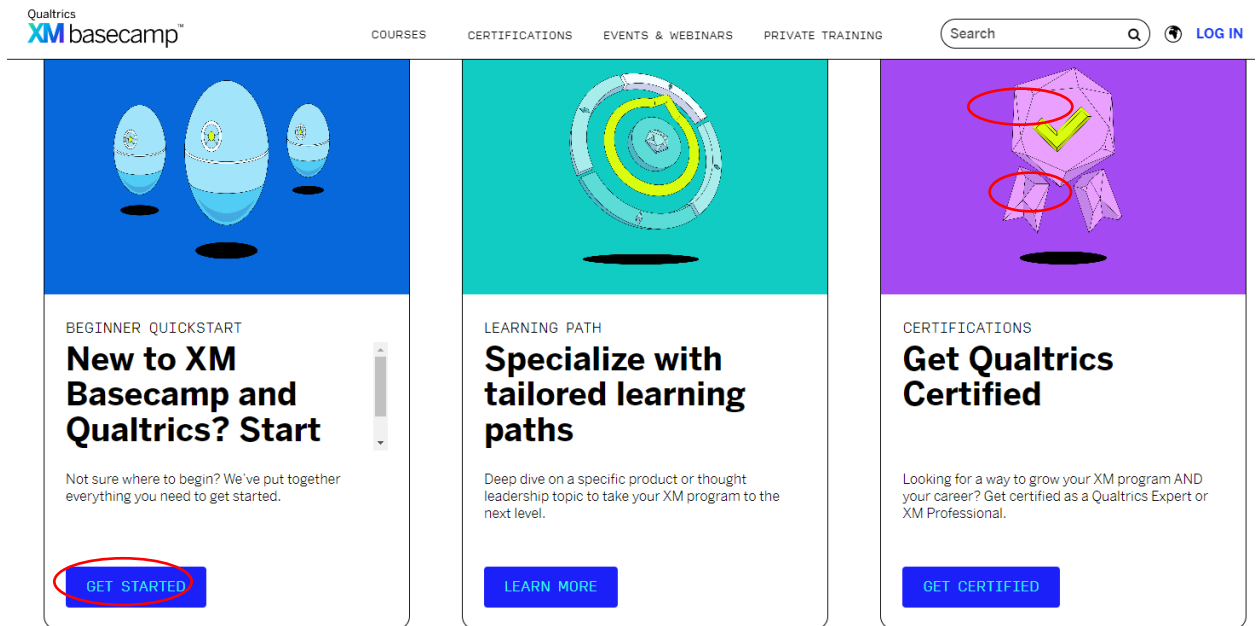 Qualtrics
XM basecamp™
COURSES
CERTIFICATIONS
EVENTS & WEBINARS
PRIVATE TRAINING
Search
LOG IN
BEGINNER QUICKSTART
New to XM
Basecamp and
Qualtrics? Start
Not sure where to begin? We've put together
everything you need to get started.
GET STARTED
LEARNING PATH
Specialize with
tailored learning
paths
Deep dive on a specific product or thought
leadership topic to take your XM program to the
next level.
LEARN MORE
CERTIFICATIONS
Get Qualtrics
Certified
Looking for a way to grow your XM program AND
your career? Get certified as a Qualtrics Expert or
XM Professional.
GET CERTIFIED